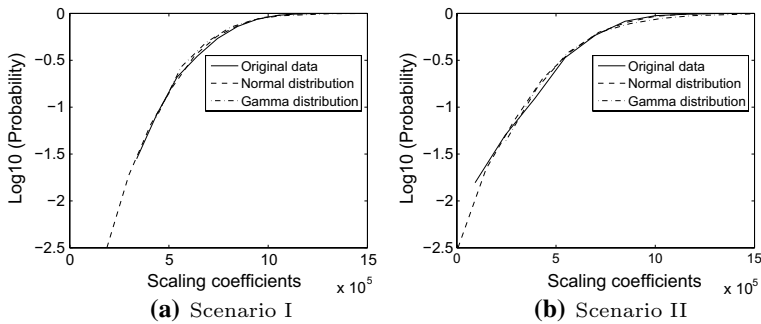 0
−0.5
−1
−1.5
−2
−2.5
Log10 (Probability)
Original data
Normal distribution
Gamma distribution
0
5
10
15
Scaling coefficients
x 10^5
(a) Scenario I
0
−0.5
−1
−1.5
−2
−2.5
Log10 (Probability)
Original data
Normal distribution
Gamma distribution
0
5
10
15
Scaling coefficients
x 10^5
(b) Scenario II